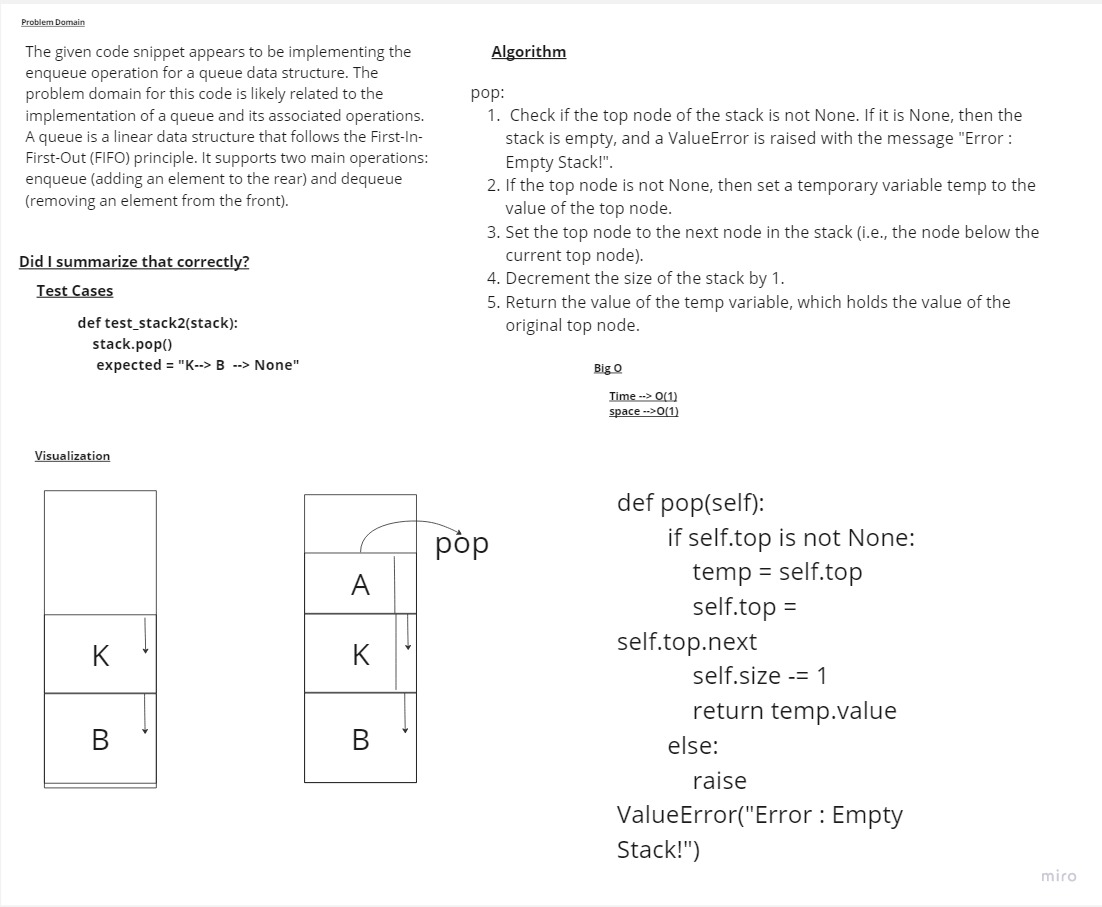 Problem Domain
The given code snippet appears to be implementing the
enqueue operation for a queue data structure. The
problem domain for this code is likely related to the
implementation of a queue and its associated operations.
A queue is a linear data structure that follows the First-In-
First-Out (FIFO) principle. It supports two main operations:
enqueue (adding an element to the rear) and dequeue
(removing an element from the front).
Did I summarize that correctly?
Test Cases
def test_stack2(stack):
stack.pop()
expected = "K--> B --> None"
Algorithm
pop:
1. Check if the top node of the stack is not None. If it is None, then the
stack is empty, and a ValueError is raised with the message "Error :
Empty Stack!".
2. If the top node is not None, then set a temporary variable temp to the
value of the top node.
3. Set the top node to the next node in the stack (i.e., the node below the
current top node).
4. Decrement the size of the stack by 1.
5. Return the value of the temp variable, which holds the value of the
original top node.
Big O
Time --> O(1)
space -->O(1)
Visualization
K
B
pop
A
K
B
def pop(self):
if self.top is not None:
temp = self.top
self.top =
self.top.next
self.size -= 1
return temp.value
else:
raise
ValueError("Error : Empty
Stack!")
miro